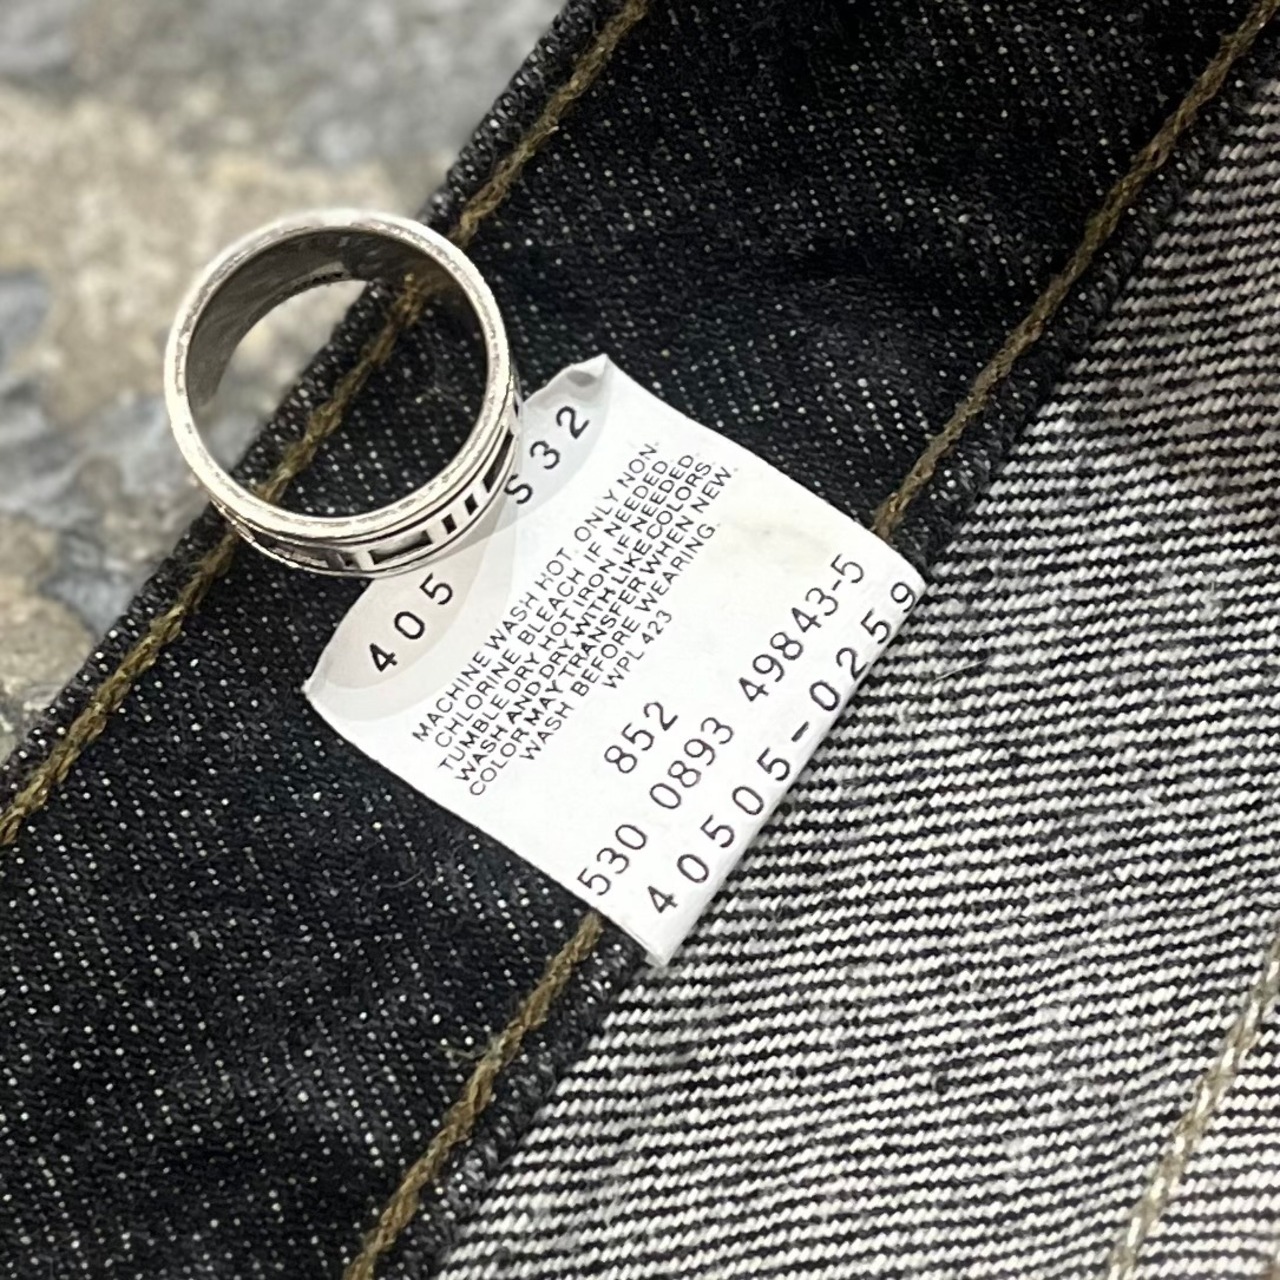 405 S32
MACHINE WASH HOT. ONLY NON-
CHLORINE BLEACH IF NEEDED.
TUMBLE DRY. HOT IRON IF NEEDED.
WASH AND DRY WITH LIKE COLORS.
COLOR MAY TRANSFER WHEN NEW.
WASH BEFORE WEARING.
WPL 423
852
530 0893 49843-5
40505-0259